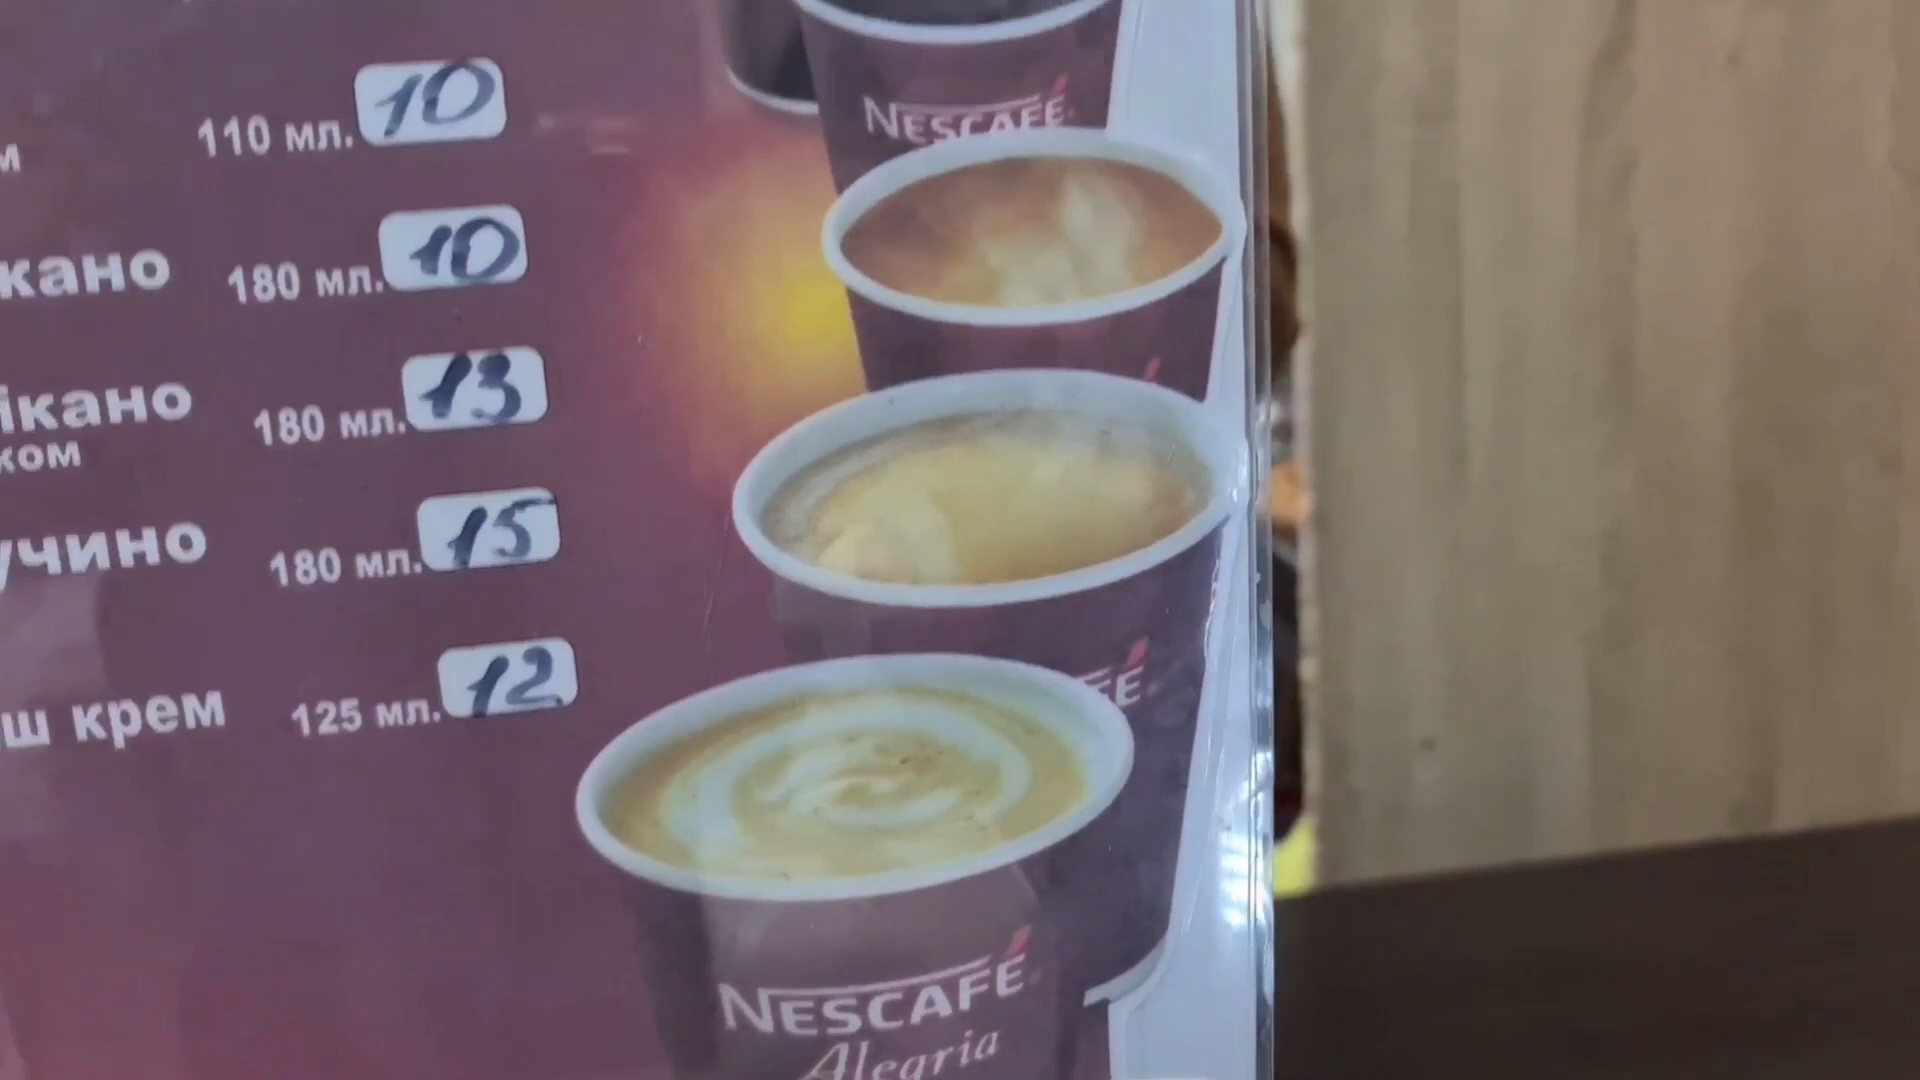 м 110 мл. 10
кано 180 мл. 10
ікано 180 мл. 13
ком
учино 180 мл. 15
ш крем 125 мл. 12
NESCAFÉ
FÉ
NESCAFÉ
Alegria